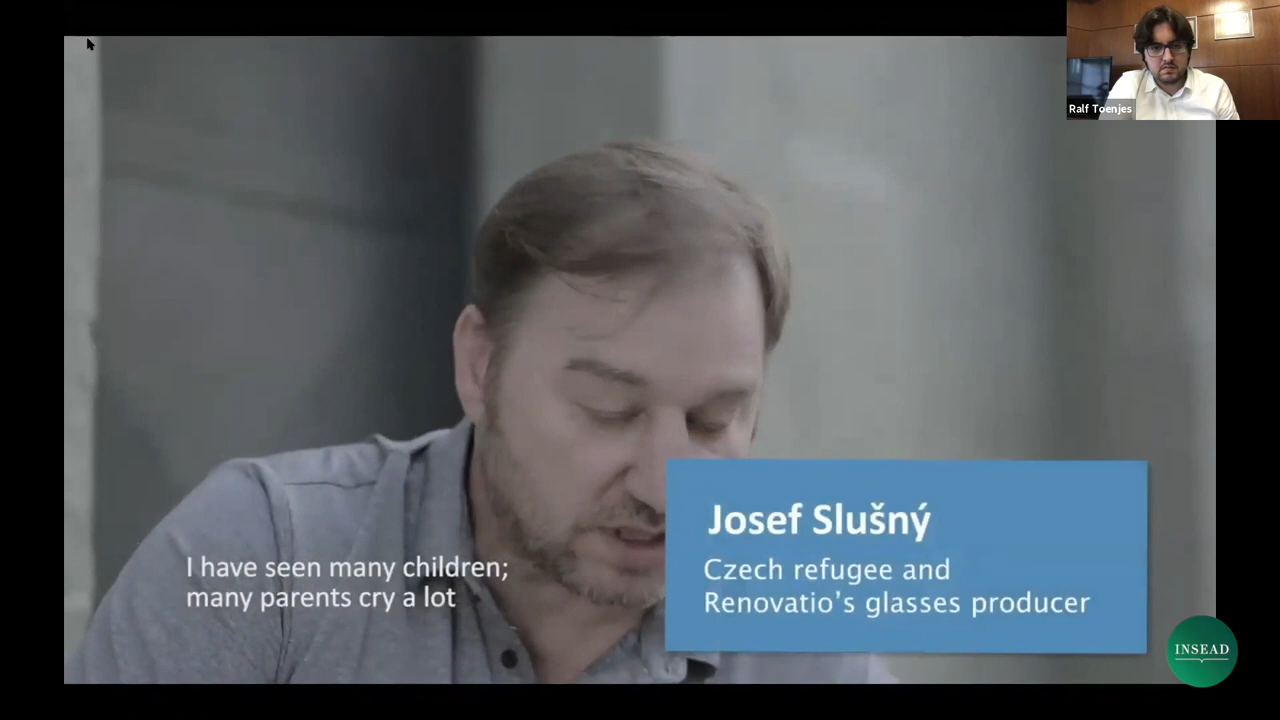 Ralf Toenjes
Josef Slušný
Czech refugee and
Renovatio's glasses producer
I have seen many children;
many parents cry a lot
INSEAD